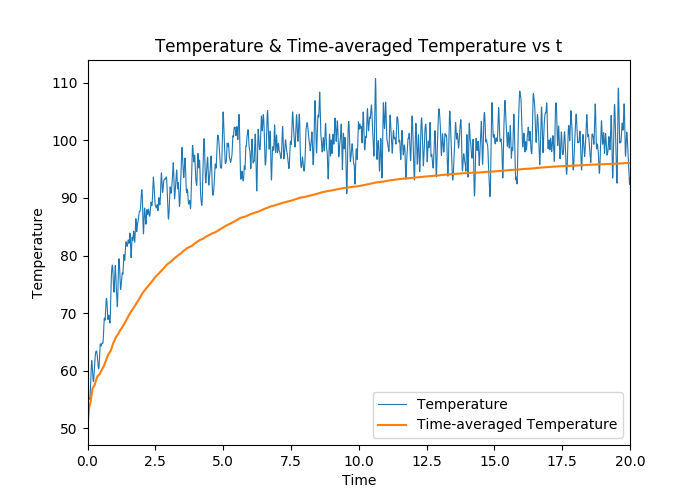 Temperature & Time-averaged Temperature vs t
110
100
90
80
70
60
50
Temperature
Temperature
Time-averaged Temperature
0.0 2.5 5.0 7.5 10.0 12.5 15.0 17.5 20.0
Time